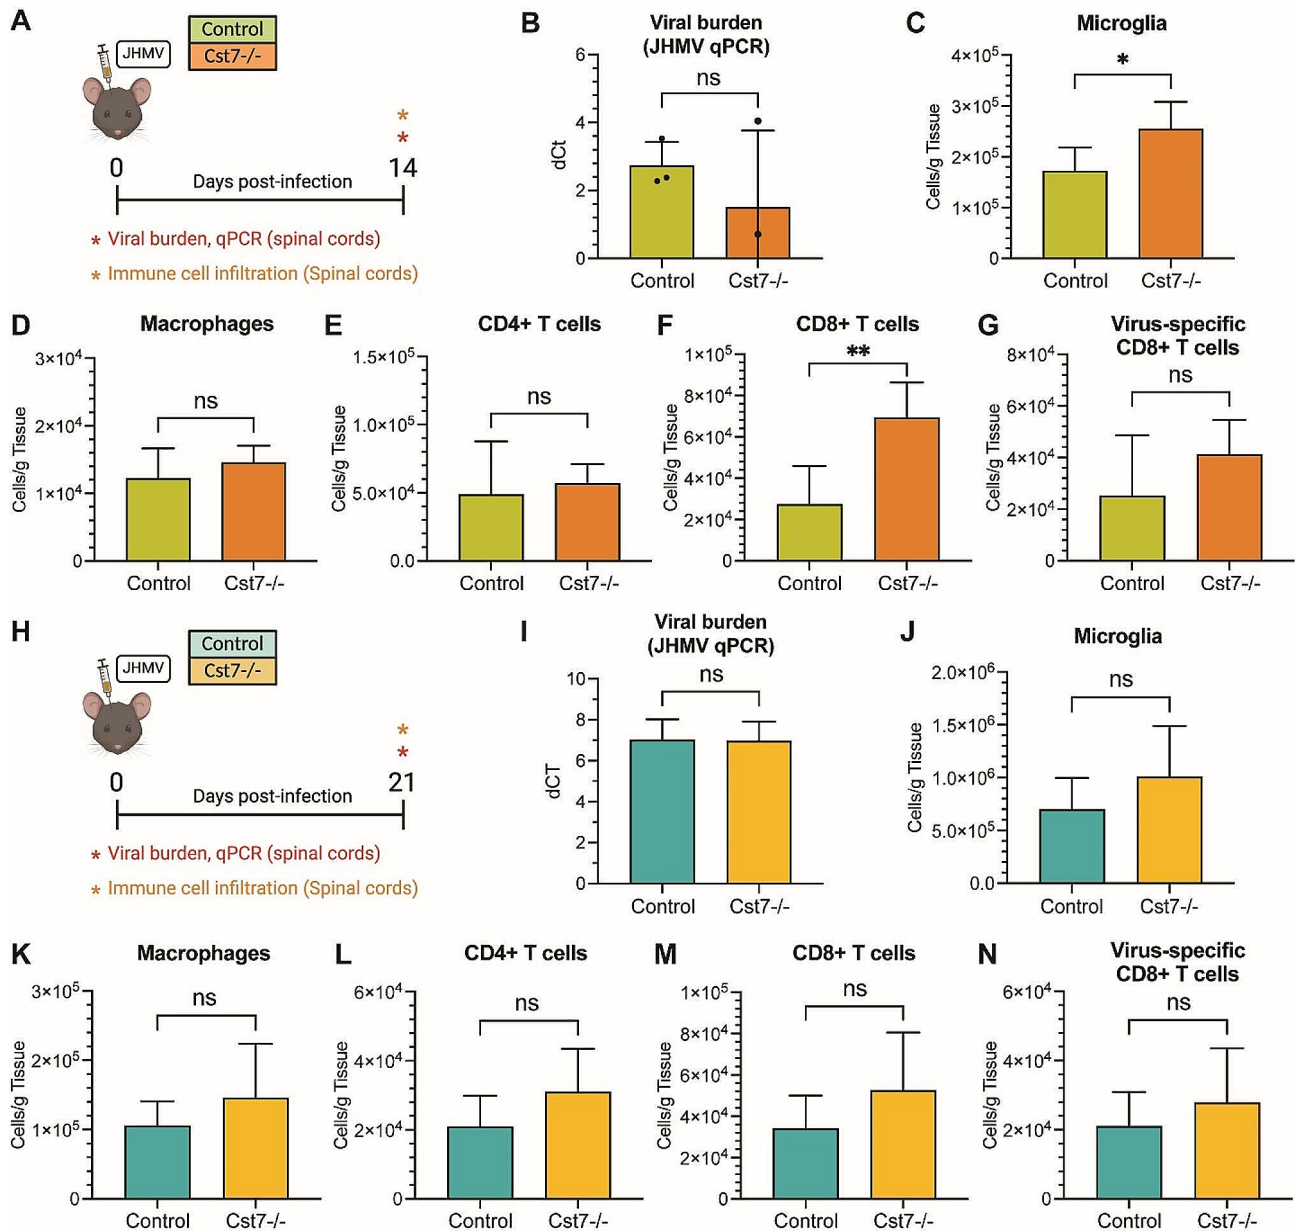 A
JHMV
Control
Cst7-/-
*
*
0
14
Days post-infection
* Viral burden, qPCR (spinal cords)
* Immune cell infiltration (Spinal cords)
B
Viral burden
(JHMV qPCR)
ns
dCt
6
4
2
0
Control
Cst7-/-
C
Microglia
*
Cells/g Tissue
4×10⁵
3×10⁵
2×10⁵
1×10⁵
0
Control
Cst7-/-
D
Macrophages
ns
Cells/g Tissue
3×10⁴
2×10⁴
1×10⁴
0
Control
Cst7-/-
E
CD4+ T cells
ns
Cells/g Tissue
1.5×10⁵
1.0×10⁵
5.0×10⁴
0.0
Control
Cst7-/-
F
CD8+ T cells
**
Cells/g Tissue
1×10⁵
8×10⁴
6×10⁴
4×10⁴
2×10⁴
0
Control
Cst7-/-
G
Virus-specific
CD8+ T cells
ns
Cells/g Tissue
8×10⁴
6×10⁴
4×10⁴
2×10⁴
0
Control
Cst7-/-
H
JHMV
Control
Cst7-/-
*
*
0
21
Days post-infection
* Viral burden, qPCR (spinal cords)
* Immune cell infiltration (Spinal cords)
I
Viral burden
(JHMV qPCR)
ns
dCT
10
8
6
4
2
0
Control
Cst7-/-
J
Microglia
ns
Cells/g Tissue
2.0×10⁶
1.5×10⁶
1.0×10⁶
5.0×10⁵
0.0
Control
Cst7-/-
K
Macrophages
ns
Cells/g Tissue
3×10⁵
2×10⁵
1×10⁵
0
Control
Cst7-/-
L
CD4+ T cells
ns
Cells/g Tissue
6×10⁴
4×10⁴
2×10⁴
0
Control
Cst7-/-
M
CD8+ T cells
ns
Cells/g Tissue
1×10⁵
8×10⁴
6×10⁴
4×10⁴
2×10⁴
0
Control
Cst7-/-
N
Virus-specific
CD8+ T cells
ns
Cells/g Tissue
6×10⁴
4×10⁴
2×10⁴
0
Control
Cst7-/-